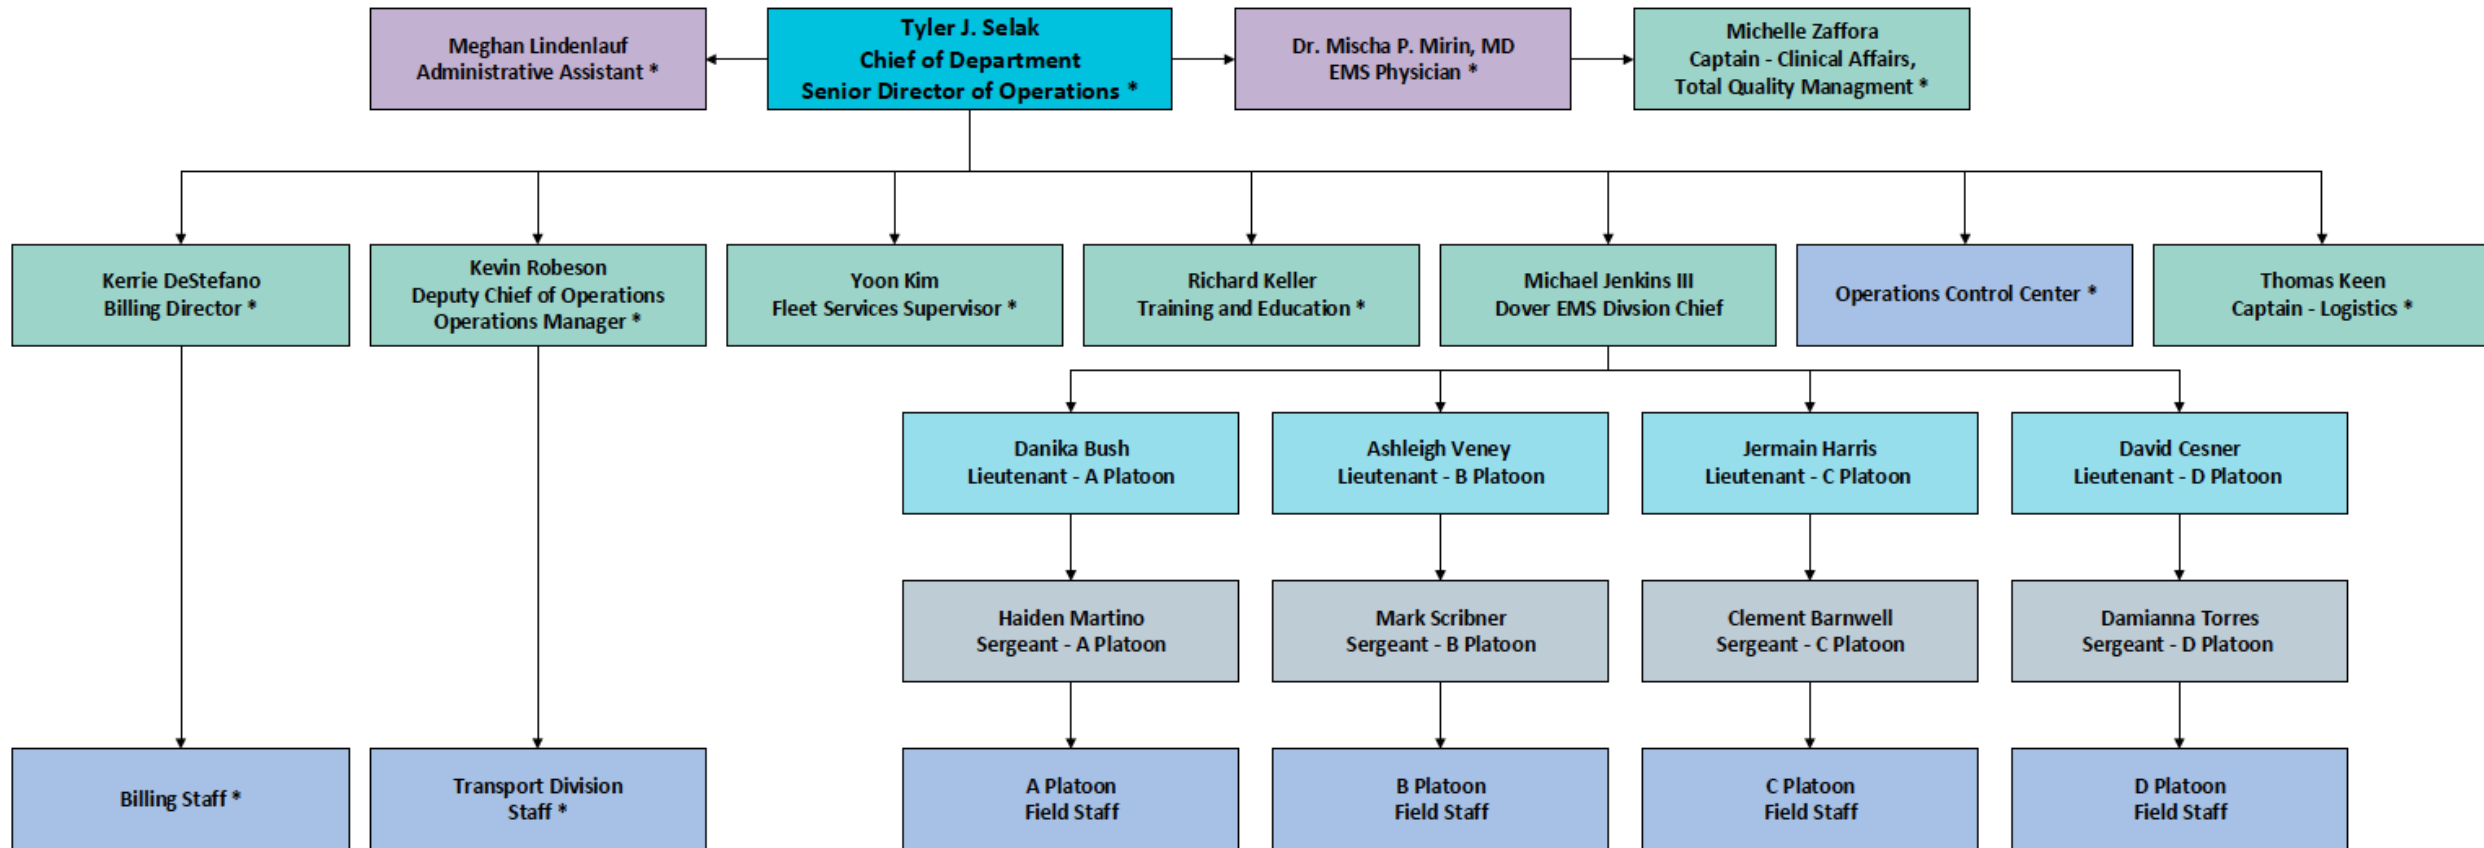 Meghan Lindenlauf
Administrative Assistant *
Tyler J. Selak
Chief of Department
Senior Director of Operations *
Dr. Mischa P. Mirin, MD
EMS Physician *
Michelle Zaffora
Captain - Clinical Affairs,
Total Quality Managment *
Kerrie DeStefano
Billing Director *
Kevin Robeson
Deputy Chief of Operations
Operations Manager *
Yoon Kim
Fleet Services Supervisor *
Richard Keller
Training and Education *
Michael Jenkins III
Dover EMS Divsion Chief
Operations Control Center *
Thomas Keen
Captain - Logistics *
Danika Bush
Lieutenant - A Platoon
Ashleigh Veney
Lieutenant - B Platoon
Jermain Harris
Lieutenant - C Platoon
David Cesner
Lieutenant - D Platoon
Haiden Martino
Sergeant - A Platoon
Mark Scribner
Sergeant - B Platoon
Clement Barnwell
Sergeant - C Platoon
Damianna Torres
Sergeant - D Platoon
Billing Staff *
Transport Division
Staff *
A Platoon
Field Staff
B Platoon
Field Staff
C Platoon
Field Staff
D Platoon
Field Staff